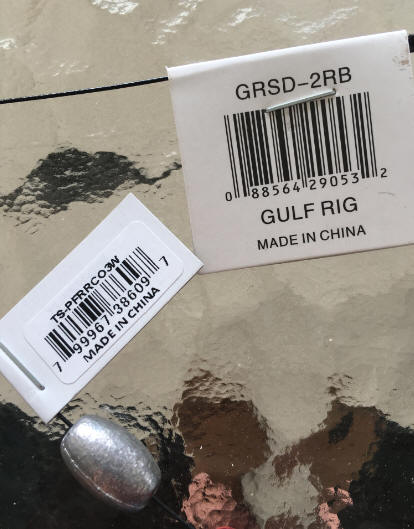 GRSD-2RB
0 88564 29053 2
GULF RIG
MADE IN CHINA
TS-PFRRC03W
7 99967 38609 7
MADE IN CHINA